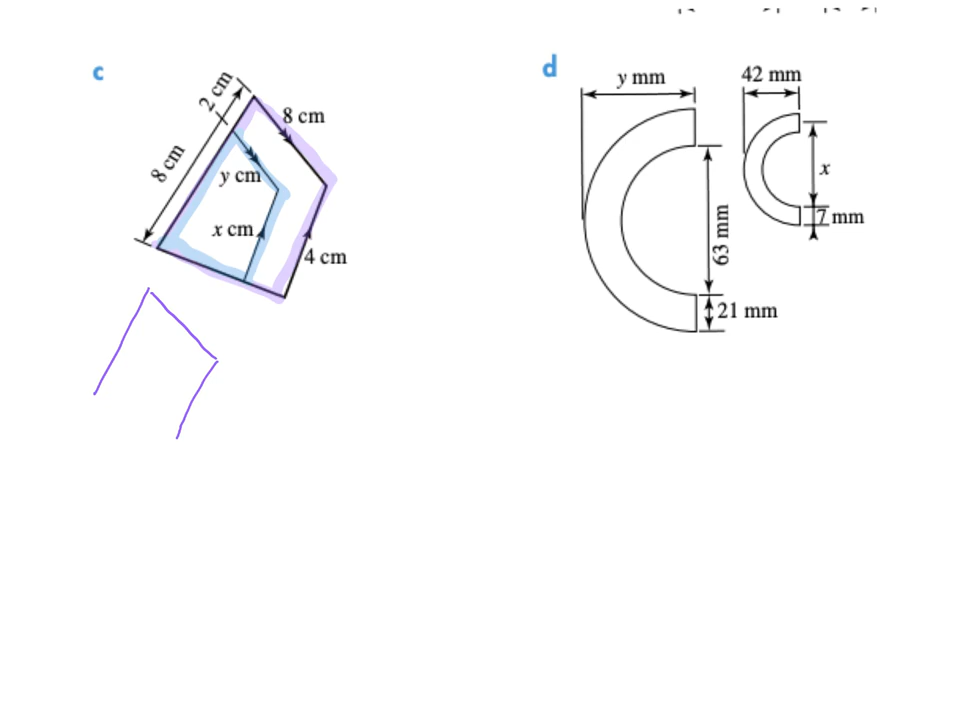 c
2 cm
8 cm
8 cm
y cm
x cm
4 cm
d
y mm
42 mm
x
7 mm
63 mm
21 mm